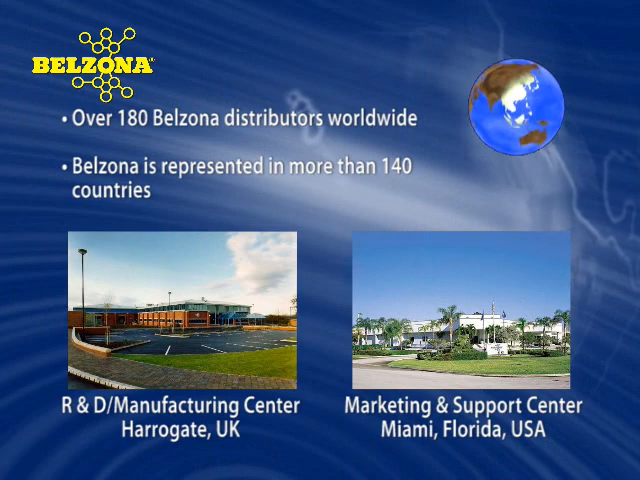 BELZONA
• Over 180 Belzona distributors worldwide
• Belzona is represented in more than 140
countries
R & D/Manufacturing Center
Harrogate, UK
Marketing & Support Center
Miami, Florida, USA